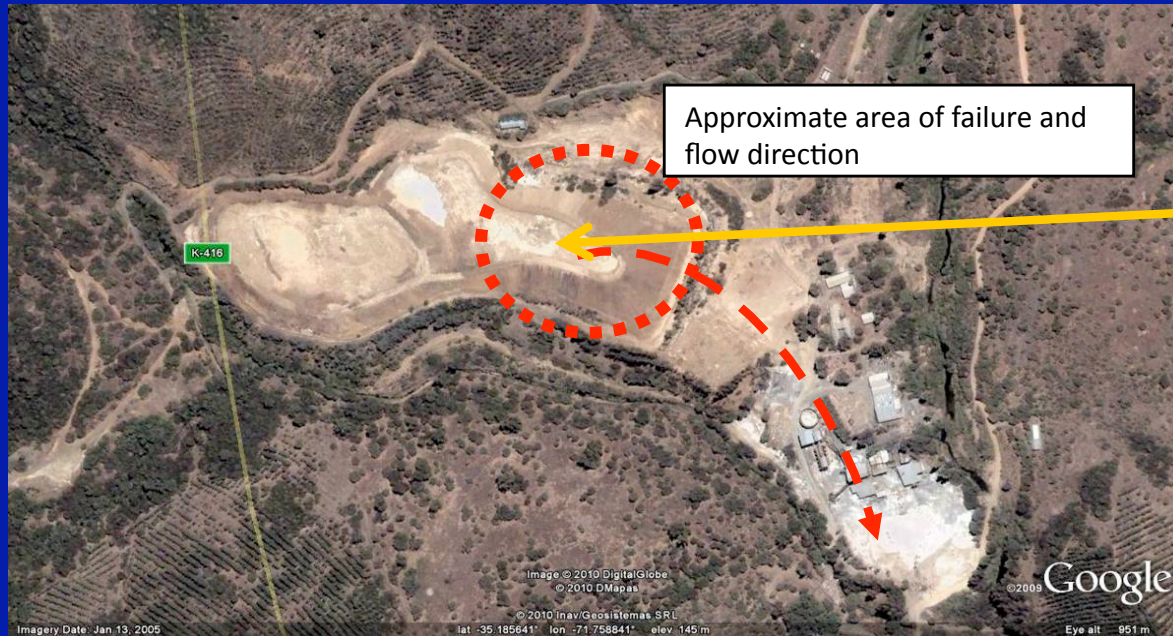 Approximate area of failure and
flow direction
K-416
Image © 2010 DigitalGlobe
© 2010 DMapas
© 2010 Inav/Geosistemas SRL
©2009 Google
Imagery Date: Jan 13, 2005
lat -35.185641° lon -71.758841° elev 145 m
Eye alt 951 m